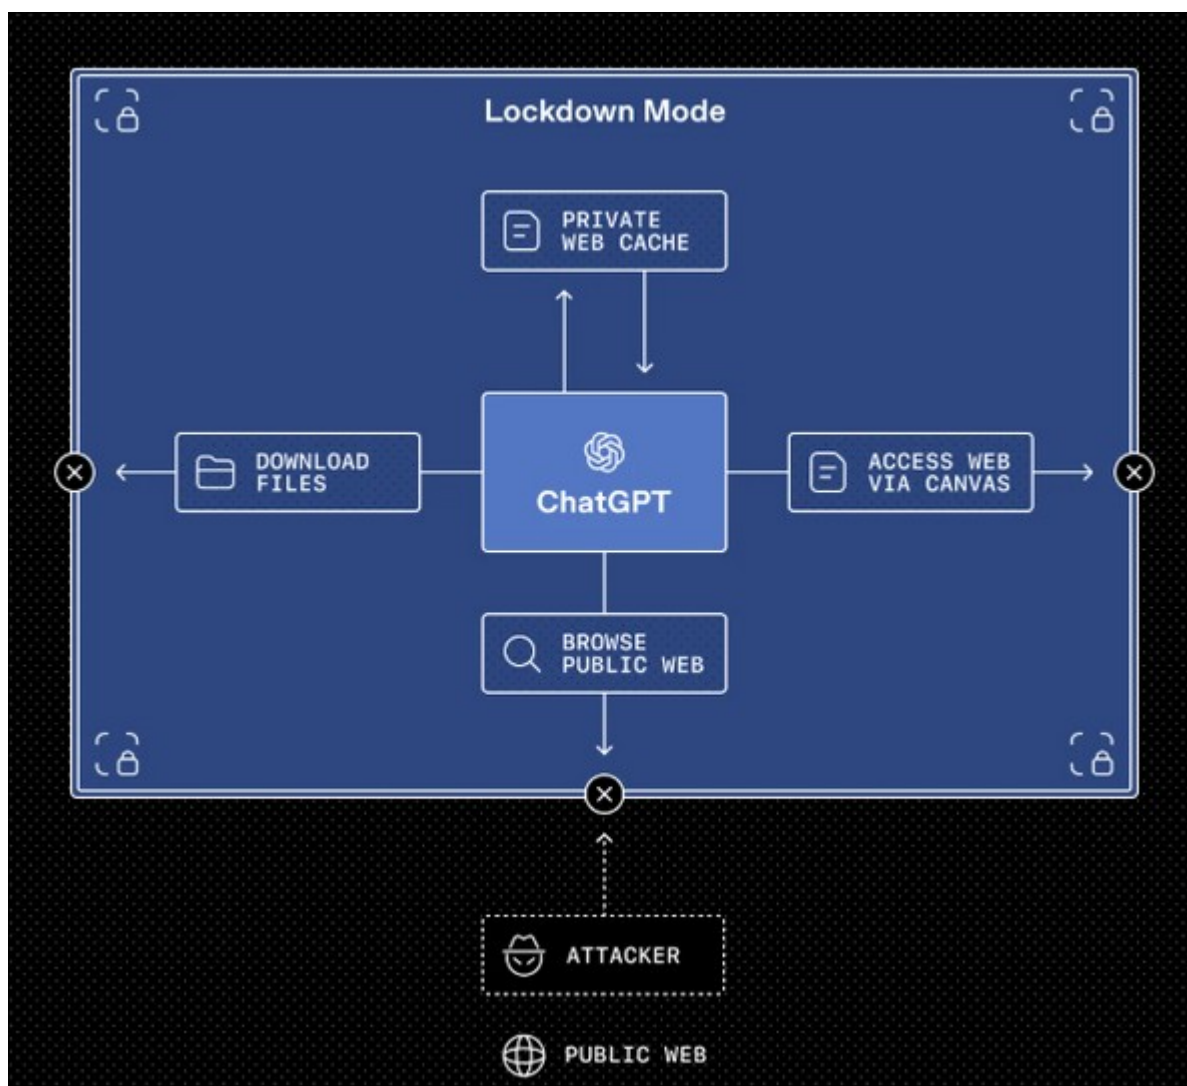 Lockdown Mode
PRIVATE
WEB CACHE
DOWNLOAD
FILES
ChatGPT
ACCESS WEB
VIA CANVAS
BROWSE
PUBLIC WEB
ATTACKER
PUBLIC WEB